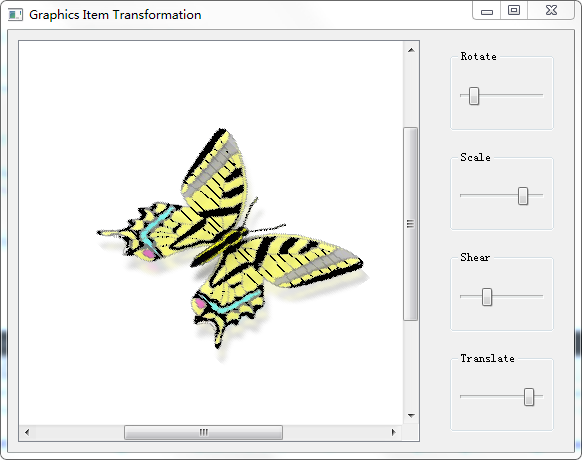 Graphics Item Transformation
Rotate
Scale
Shear
Translate